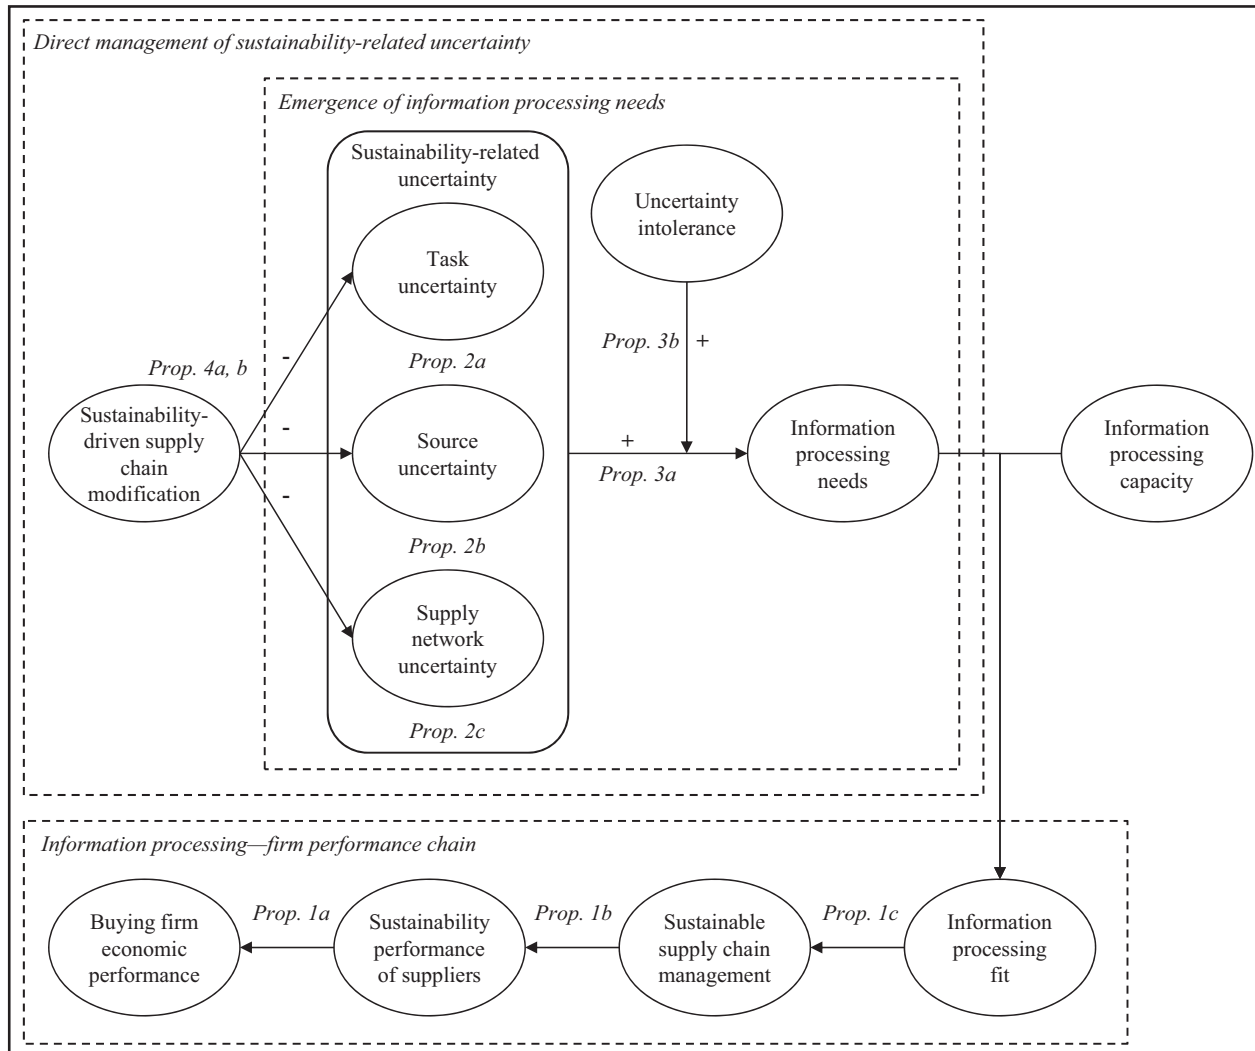 Direct management of sustainability-related uncertainty
Emergence of information processing needs
Sustainability-related
uncertainty
Task
uncertainty
Prop. 2a
Source
uncertainty
Prop. 2b
Supply
network
uncertainty
Prop. 2c
Uncertainty
intolerance
Prop. 3b
+
Prop. 4a, b
-
-
-
Sustainability-
driven supply
chain
modification
+
Prop. 3a
Information
processing
needs
Information
processing
capacity
Information processing—firm performance chain
Buying firm
economic
performance
Prop. 1a
Sustainability
performance
of suppliers
Prop. 1b
Sustainable
supply chain
management
Prop. 1c
Information
processing
fit